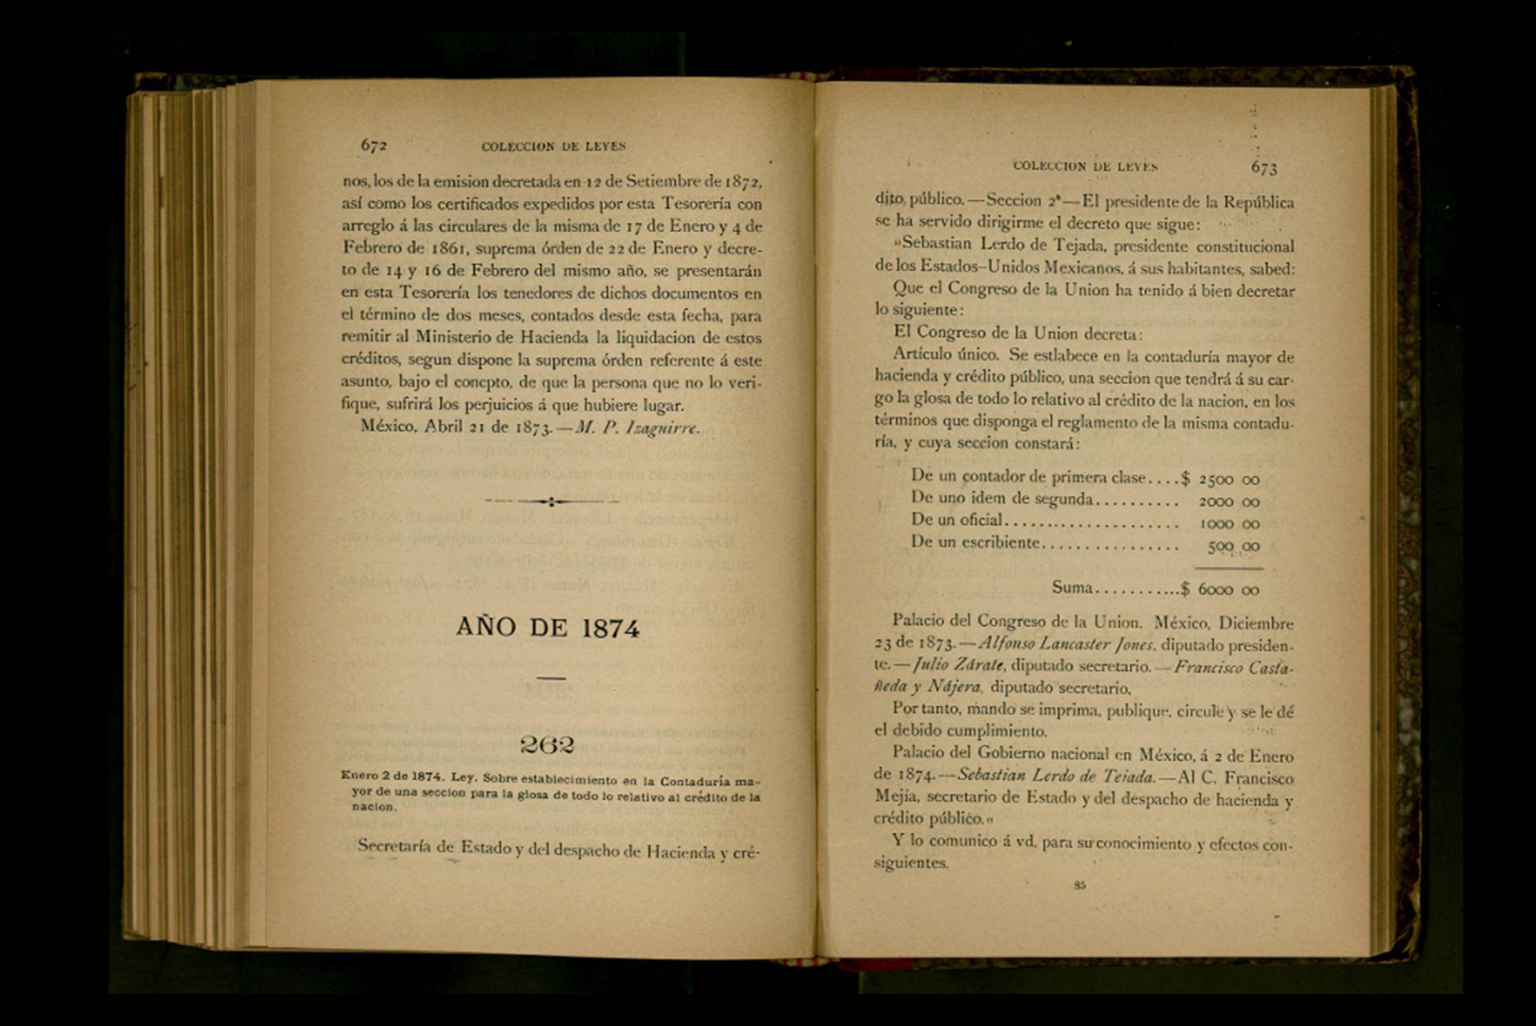 672 COLECCION DE LEYES
nos, los de la emision decretada en 12 de Setiembre de 1872,
así como los certificados expedidos por esta Tesorería con
arreglo á las circulares de la misma de 17 de Enero y 4 de
Febrero de 1861, suprema órden de 22 de Enero y decre-
to de 14 y 16 de Febrero del mismo año, se presentarán
en esta Tesorería los tenedores de dichos documentos en
el término de dos meses, contados desde esta fecha, para
remitir al Ministerio de Hacienda la liquidacion de estos
créditos, segun dispone la suprema órden referente á este
asunto, bajo el concpto, de que la persona que no lo veri-
fique, sufrirá los perjuicios á que hubiere lugar.
México, Abril 21 de 1873.—M. P. Izaguirre.
AÑO DE 1874
262
Enero 2 de 1874. Ley. Sobre establecimiento en la Contaduría ma-
yor de una seccion para la glosa de todo lo relativo al crédito de la
nacion.
Secretaría de Estado y del despacho de Hacienda y cré-
COLECCION DE LEYES 673
dito, público.—Seccion 2ª—El presidente de la República
se ha servido dirigirme el decreto que sigue:
"Sebastian Lerdo de Tejada, presidente constitucional
de los Estados-Unidos Mexicanos, á sus habitantes, sabed:
Que el Congreso de la Union ha tenido á bien decretar
lo siguiente:
El Congreso de la Union decreta:
Artículo único. Se estlabece en la contaduría mayor de
hacienda y crédito público, una seccion que tendrá á su car-
go la glosa de todo lo relativo al crédito de la nacion, en los
términos que disponga el reglamento de la misma contadu-
ría, y cuya seccion constará:
De un contador de primera clase....$ 2500 00
De uno idem de segunda.......... 2000 00
De un oficial...................... 1000 00
De un escribiente................. 500 00
Suma...........$ 6000 00
Palacio del Congreso de la Union. México, Diciembre
23 de 1873.—Alfonso Lancaster Jones, diputado presiden-
te.—Julio Zárate, diputado secretario.—Francisco Casta-
ñeda y Nájera, diputado secretario,
Por tanto, mando se imprima, publique, circule y se le dé
el debido cumplimiento.
Palacio del Gobierno nacional en México, á 2 de Enero
de 1874.—Sebastian Lerdo de Tejada.—Al C. Francisco
Mejía, secretario de Estado y del despacho de hacienda y
crédito público."
Y lo comunico á vd. para su conocimiento y efectos con-
siguientes.
85